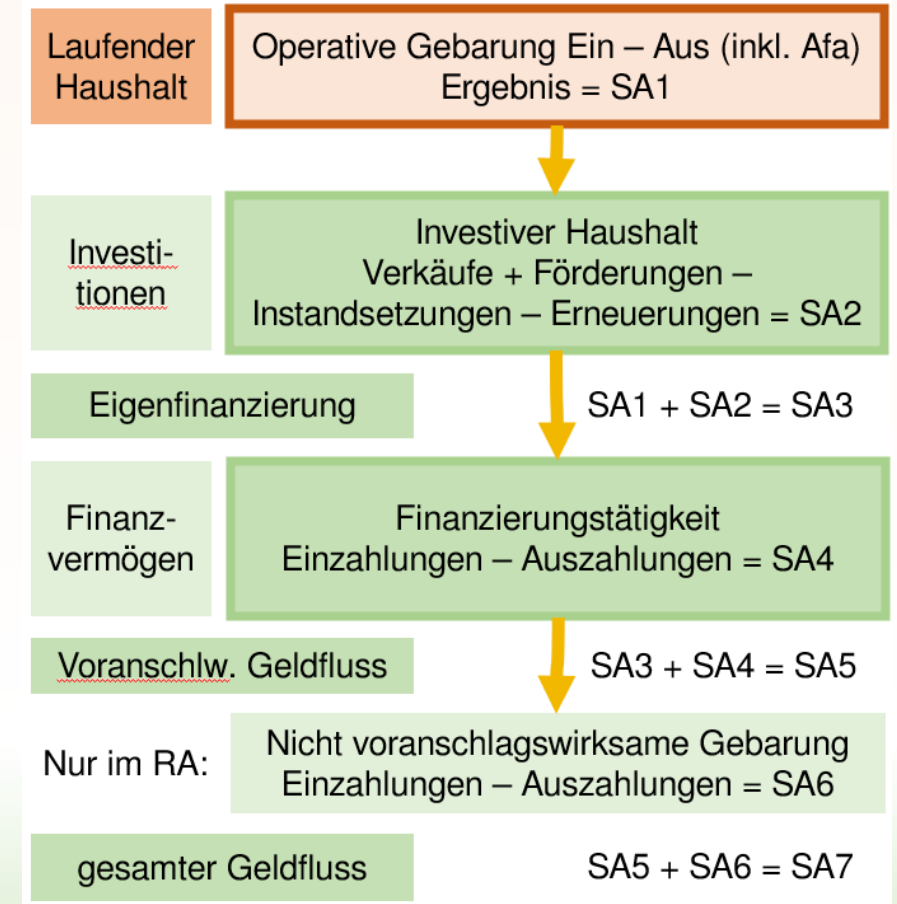 Laufender
Haushalt
Operative Gebarung Ein – Aus (inkl. Afa)
Ergebnis = SA1
Investi-
tionen
Investiver Haushalt
Verkäufe + Förderungen –
Instandsetzungen – Erneuerungen = SA2
Eigenfinanzierung
SA1 + SA2 = SA3
Finanz-
vermögen
Finanzierungstätigkeit
Einzahlungen – Auszahlungen = SA4
Voranschlw. Geldfluss
SA3 + SA4 = SA5
Nur im RA:
Nicht voranschlagswirksame Gebarung
Einzahlungen – Auszahlungen = SA6
gesamter Geldfluss
SA5 + SA6 = SA7